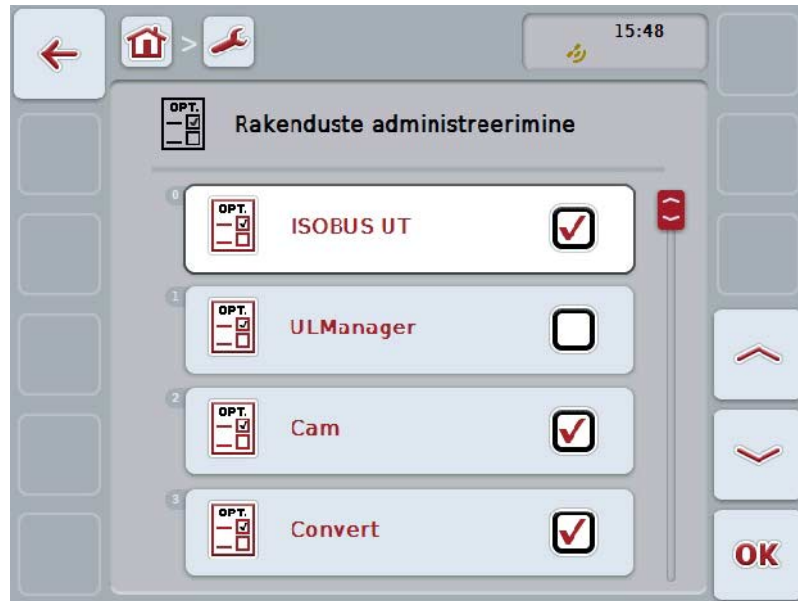 15:48
>
OPT.
Rakenduste administreerimine
0
OPT.
ISOBUS UT
1
OPT.
ULManager
2
OPT.
Cam
3
OPT.
Convert
OK